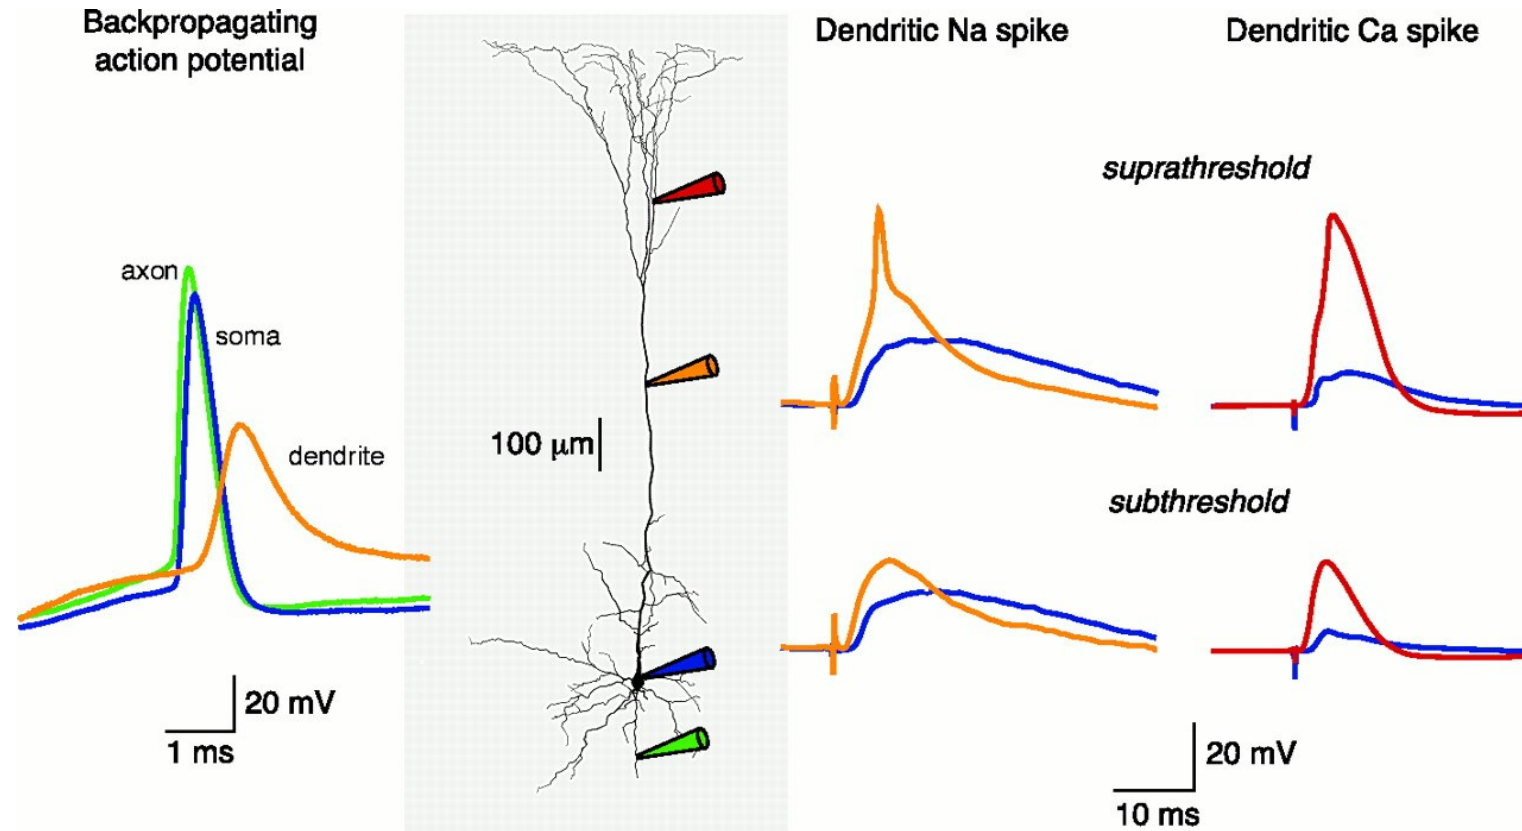 Backpropagating
action potential
axon
soma
dendrite
20 mV
1 ms
100 μm
Dendritic Na spike
Dendritic Ca spike
suprathreshold
subthreshold
20 mV
10 ms